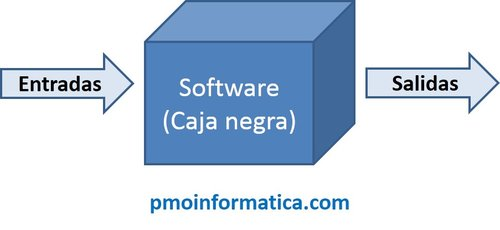 Entradas
Software
(Caja negra)
Salidas
pmoinformatica.com